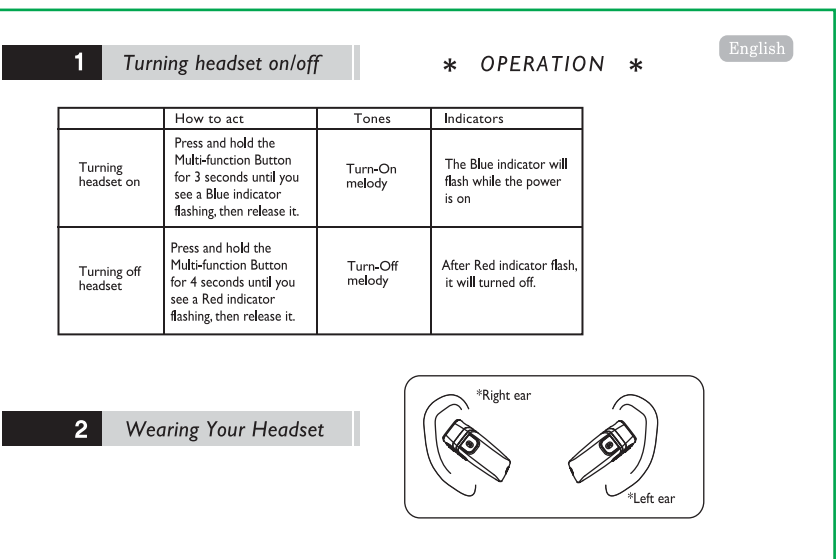 1 Turning headset on/off
* OPERATION *
English
How to act Tones Indicators
Turning
headset on
Press and hold the
Multi-function Button
for 3 seconds until you
see a Blue indicator
flashing, then release it.
Turn-On
melody
The Blue indicator will
flash while the power
is on
Turning off
headset
Press and hold the
Multi-function Button
for 4 seconds until you
see a Red indicator
flashing, then release it.
Turn-Off
melody
After Red indicator flash,
it will turned off.
2 Wearing Your Headset
*Right ear
*Left ear